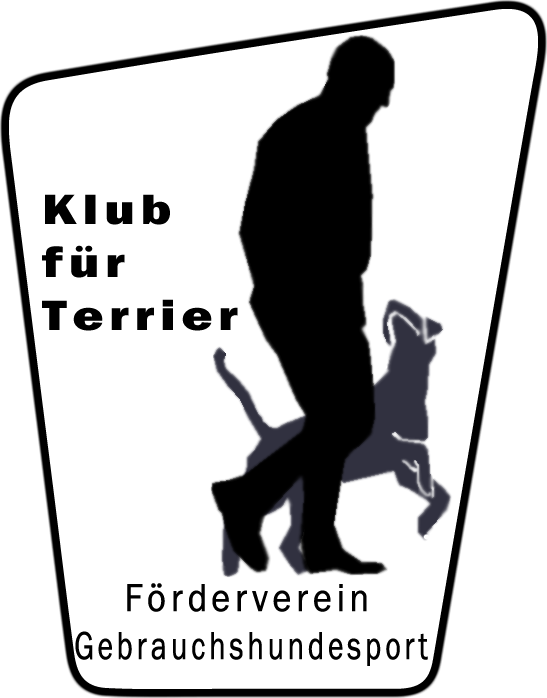 Klub
für
Terrier
Förderverein
Gebrauchshundesport